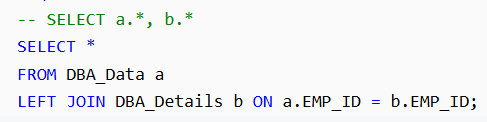 -- SELECT a.*, b.*
SELECT *
FROM DBA_Data a
LEFT JOIN DBA_Details b ON a.EMP_ID = b.EMP_ID;